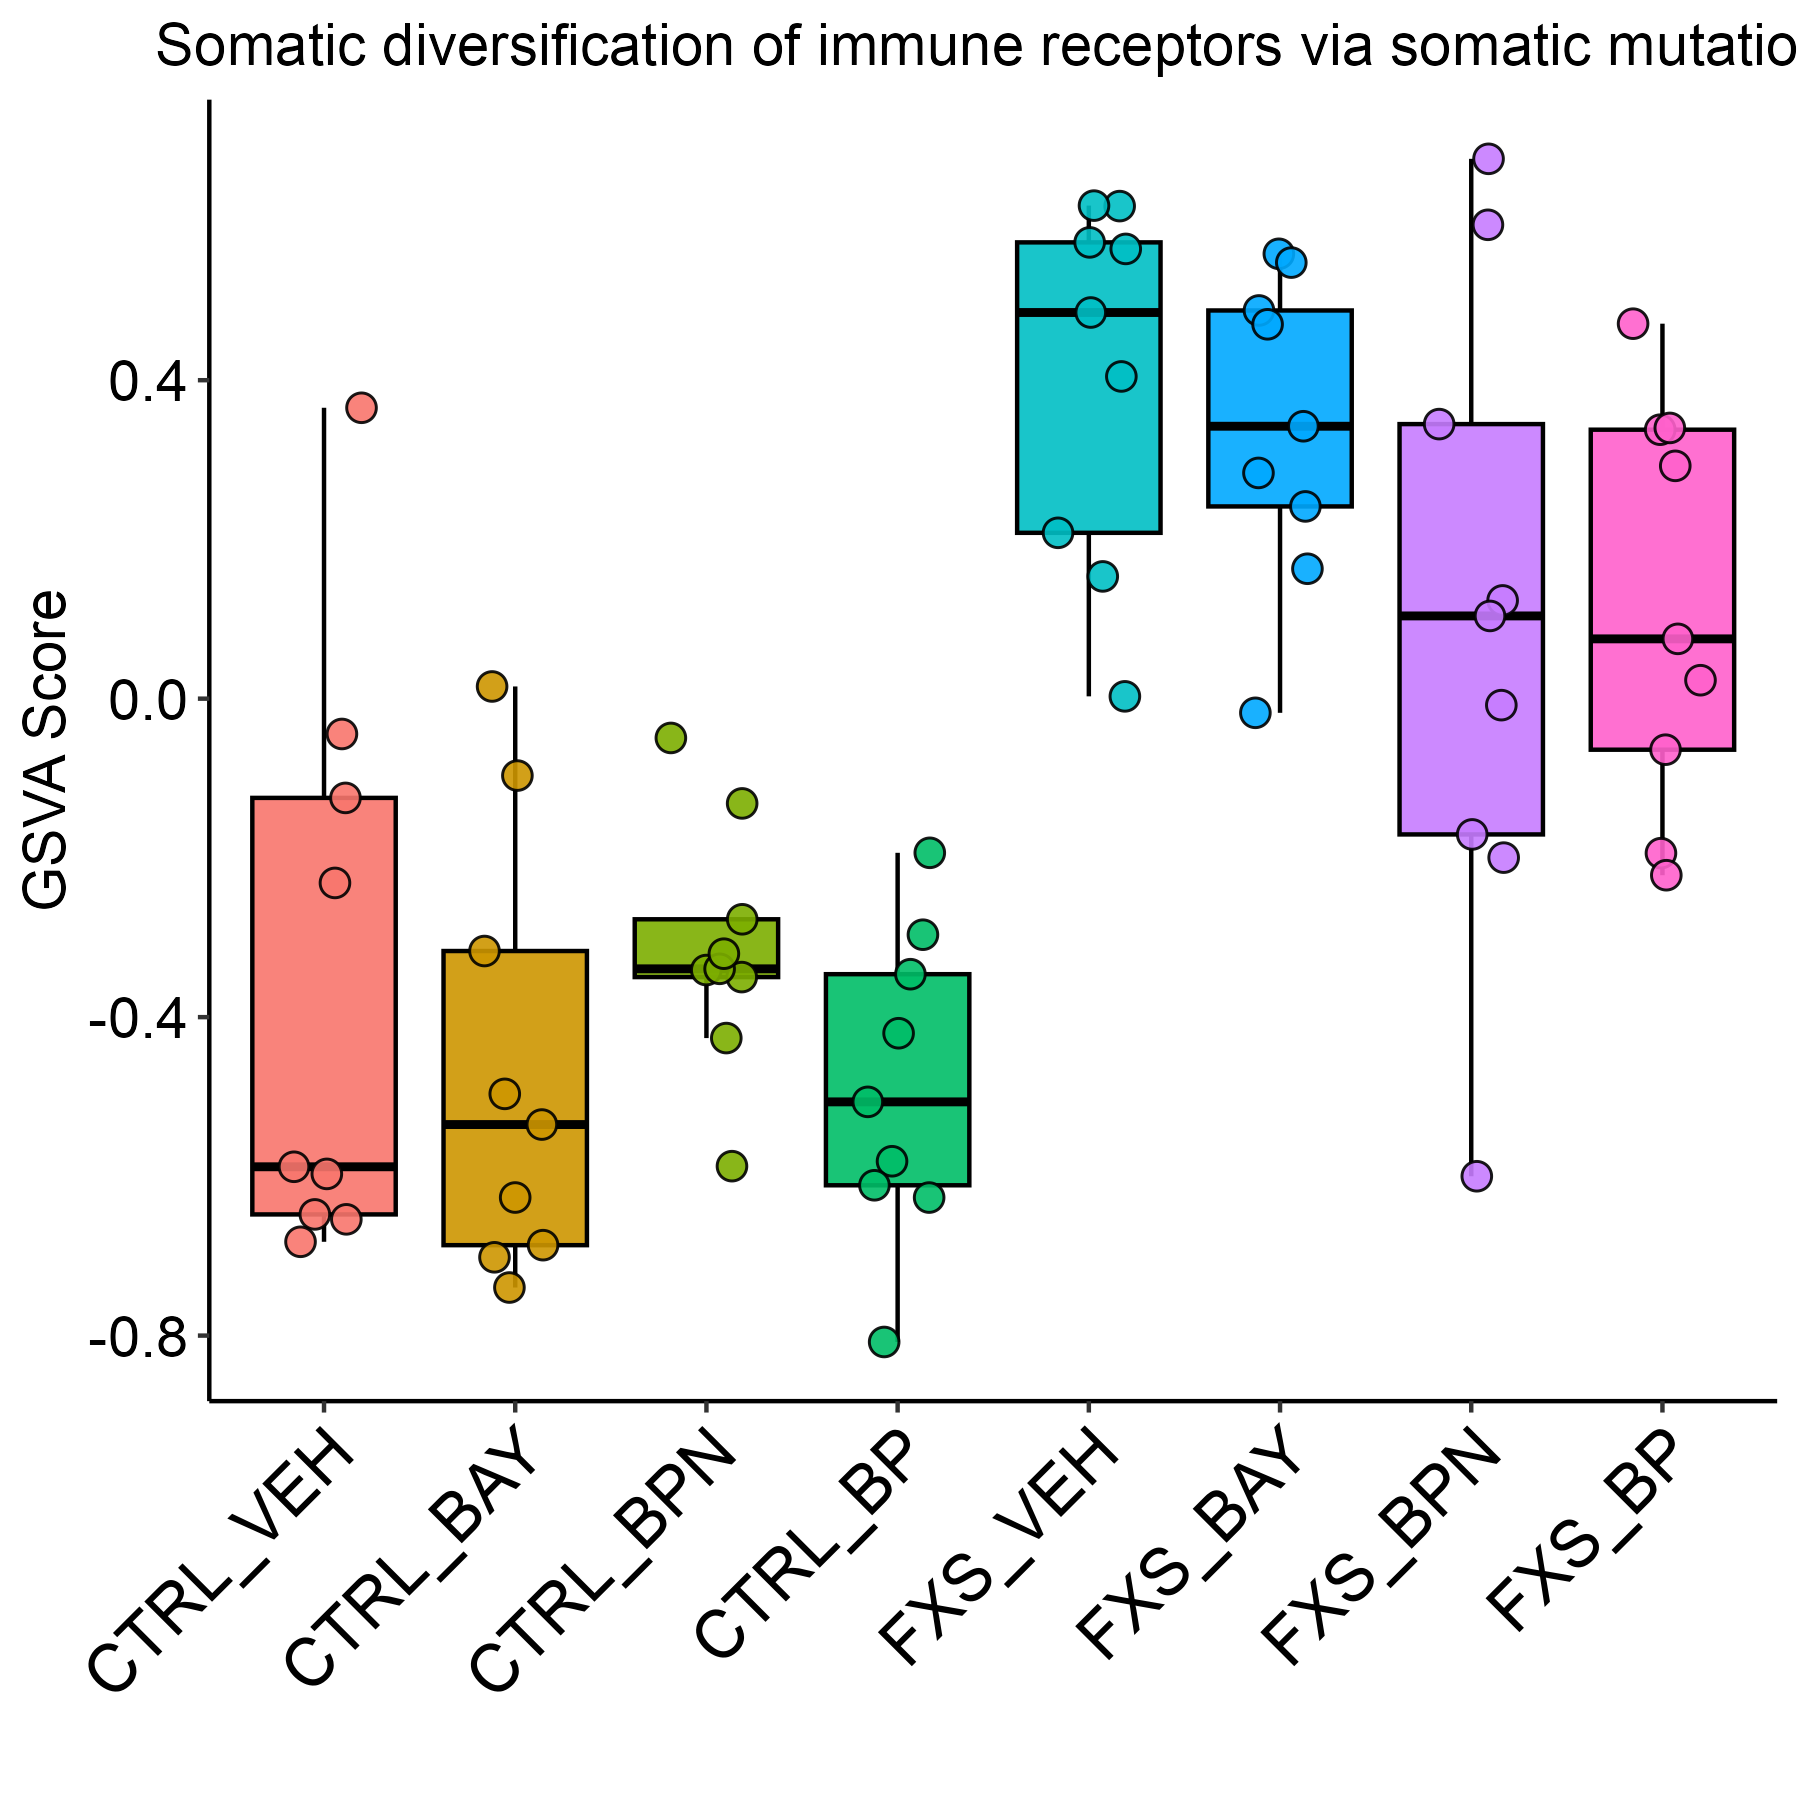 Somatic diversification of immune receptors via somatic mutatio
GSVA Score
0.4
0.0
-0.4
-0.8
CTRL_VEH
CTRL_BAY
CTRL_BPN
CTRL_BP
FXS_VEH
FXS_BAY
FXS_BPN
FXS_BP